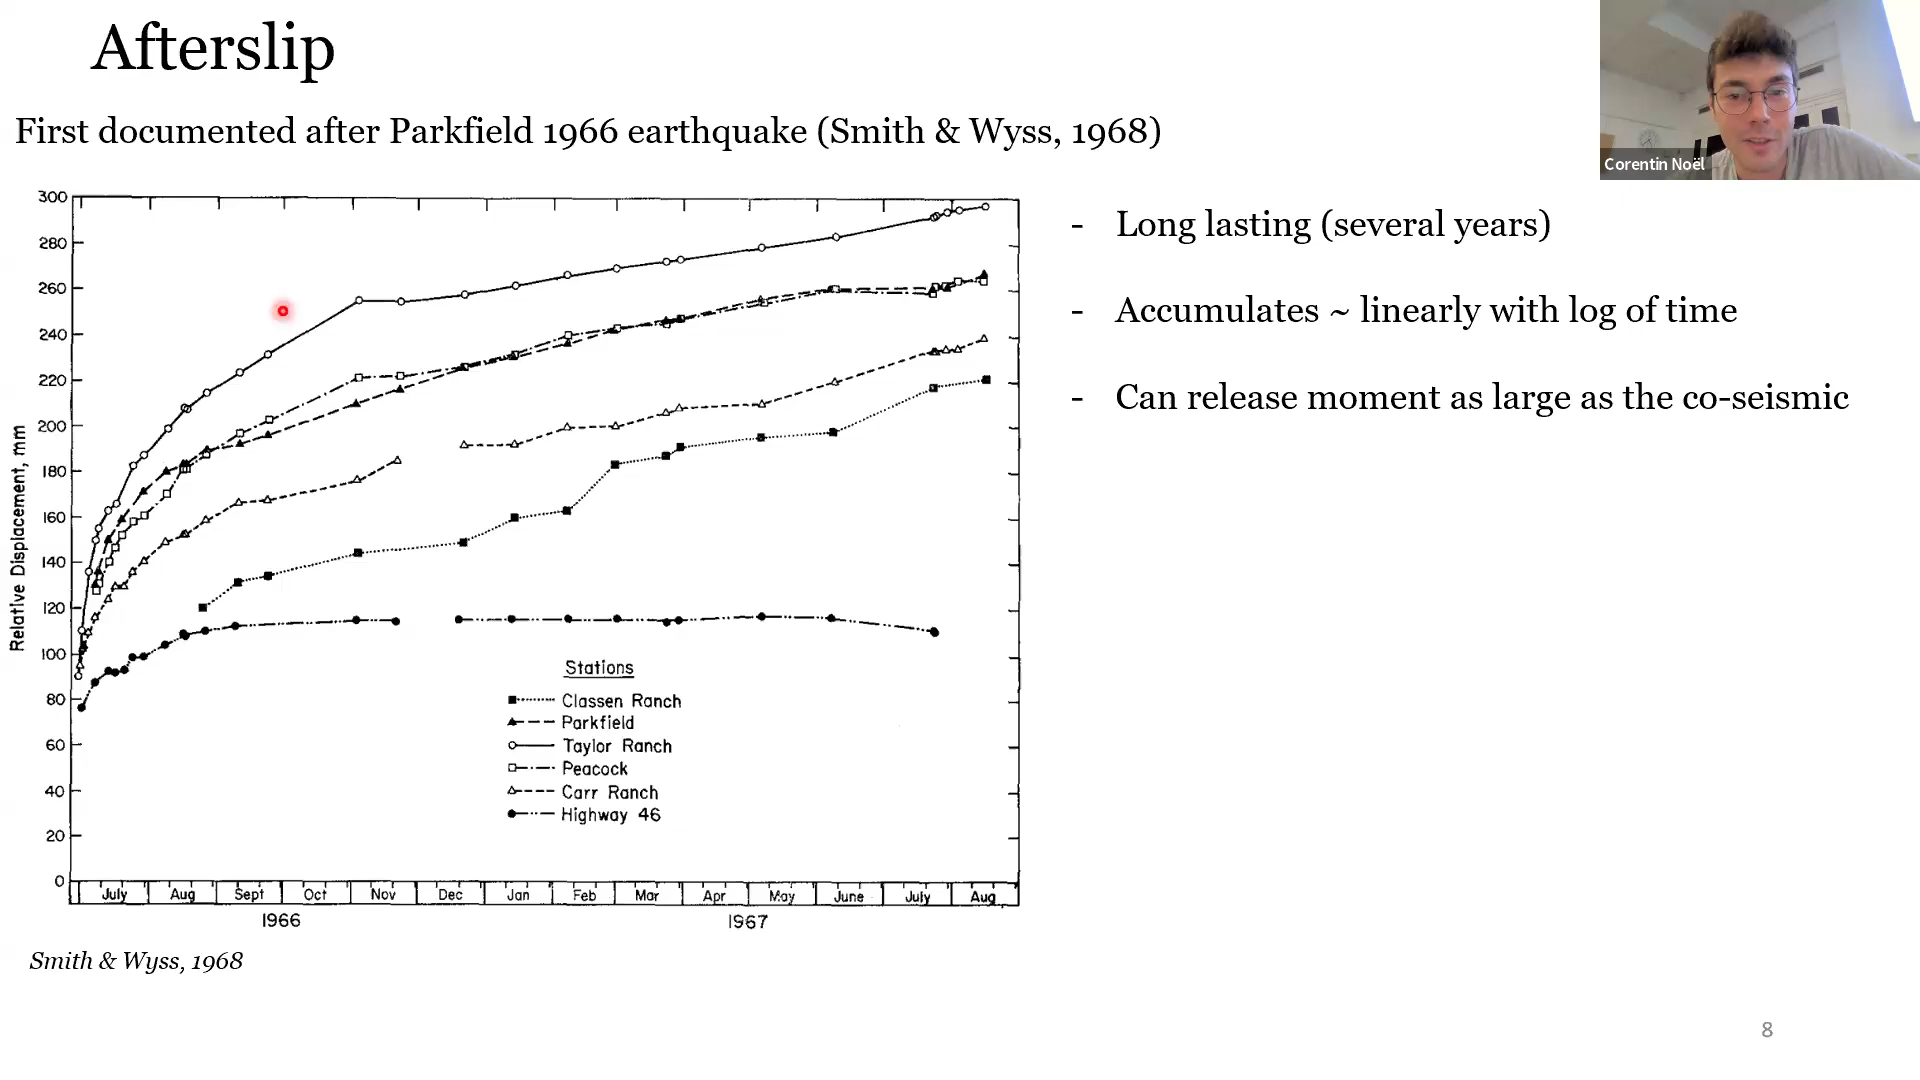 Afterslip
Corentin Noël
First documented after Parkfield 1966 earthquake (Smith & Wyss, 1968)
- Long lasting (several years)
- Accumulates ~ linearly with log of time
- Can release moment as large as the co-seismic
Relative Displacement, mm
300
280
260
240
220
200
180
160
140
120
100
80
60
40
20
0
Stations
Classen Ranch
Parkfield
Taylor Ranch
Peacock
Carr Ranch
Highway 46
July Aug Sept Oct Nov Dec Jan Feb Mar Apr May June July Aug
1966 1967
Smith & Wyss, 1968
8